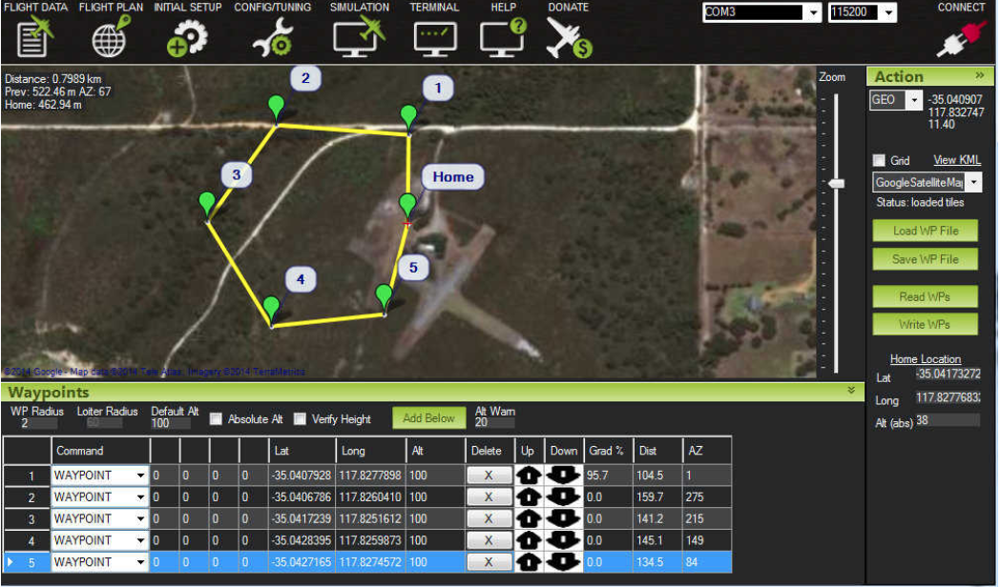 FLIGHT DATA FLIGHT PLAN INITIAL SETUP CONFIG/TUNING SIMULATION TERMINAL HELP DONATE COM3 115200 CONNECT
Distance: 0.7989 km
Prev: 522.46 m AZ: 67
Home: 462.94 m
2
1
3
Home
5
4
©2014 Google - Map data ©2014 Tele Atlas, Imagery ©2014 TerraMetrics
Zoom
Action »
GEO -35.040907
117.832747
11.40
Grid View KML
GoogleSatelliteMap
Status: loaded tiles
Load WP File
Save WP File
Read WPs
Write WPs
Home Location
Lat -35.04173272
Long 117.8277683
Alt (abs) 38
Waypoints
WP Radius Loiter Radius Default Alt Alt Warn
2 60 100 Absolute Alt Verify Height Add Below 20
Command Lat Long Alt Delete Up Down Grad % Dist AZ
1 WAYPOINT 0 0 0 0 -35.0407928 117.8277898 100 X 95.7 104.5 1
2 WAYPOINT 0 0 0 0 -35.0406786 117.8260410 100 X 0.0 159.7 275
3 WAYPOINT 0 0 0 0 -35.0417239 117.8251612 100 X 0.0 141.2 215
4 WAYPOINT 0 0 0 0 -35.0428395 117.8259873 100 X 0.0 145.1 149
5 WAYPOINT 0 0 0 0 -35.0427165 117.8274572 100 X 0.0 134.5 84